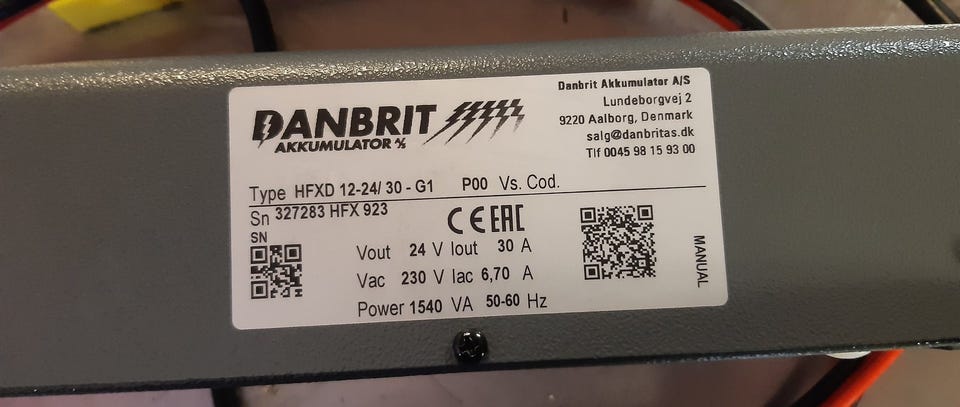 DANBRIT
AKKUMULATOR A/S
Danbrit Akkumulator A/S
Lundeborgvej 2
9220 Aalborg, Denmark
salg@danbritas.dk
Tlf 0045 98 15 93 00
Type HFXD 12-24/ 30 - G1 P00 Vs. Cod.
Sn 327283 HFX 923
SN
CE EAC
Vout 24 V Iout 30 A
Vac 230 V Iac 6,70 A
Power 1540 VA 50-60 Hz
MANUAL